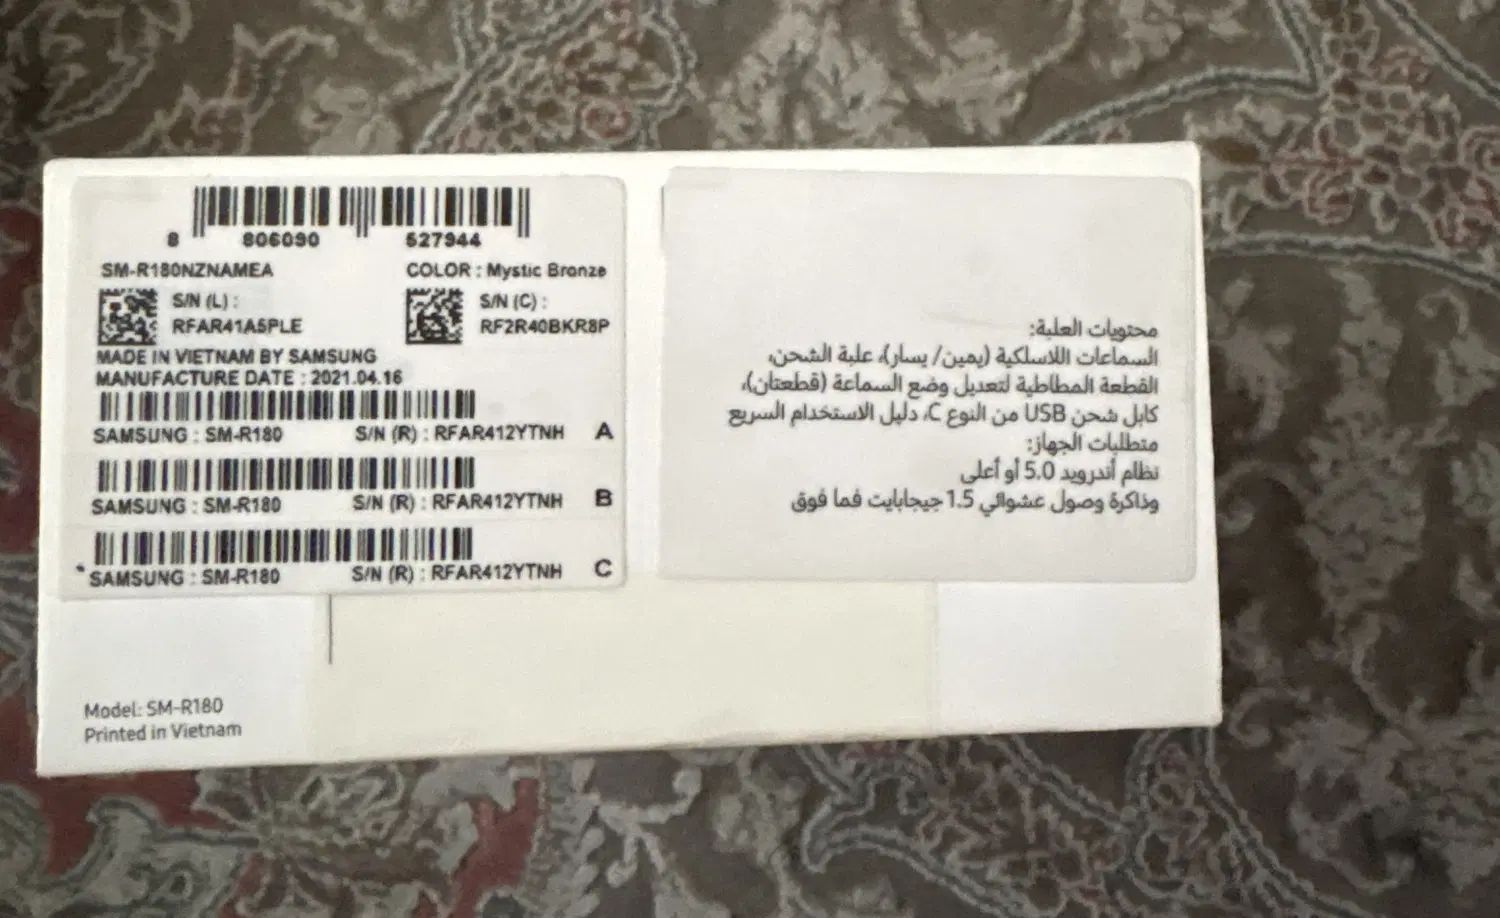 8 806090 527944
SM-R180NZNAMEA
COLOR : Mystic Bronze
S/N (L) :
RFAR41A5PLE
S/N (C) :
RF2R40BKR8P
MADE IN VIETNAM BY SAMSUNG
MANUFACTURE DATE : 2021.04.16
SAMSUNG : SM-R180 S/N (R) : RFAR412YTNH A
SAMSUNG : SM-R180 S/N (R) : RFAR412YTNH B
SAMSUNG : SM-R180 S/N (R) : RFAR412YTNH C
Model: SM-R180
Printed in Vietnam
محتويات العلبة:
السماعات اللاسلكية (يمين/ يسار)، علبة الشحن،
القطعة المطاطية لتعديل وضع السماعة (قطعتان)،
كابل شحن USB من النوع C، دليل الاستخدام السريع
متطلبات الجهاز:
نظام أندرويد 5.0 أو أعلى
وذاكرة وصول عشوائي 1.5 جيجابايت فما فوق